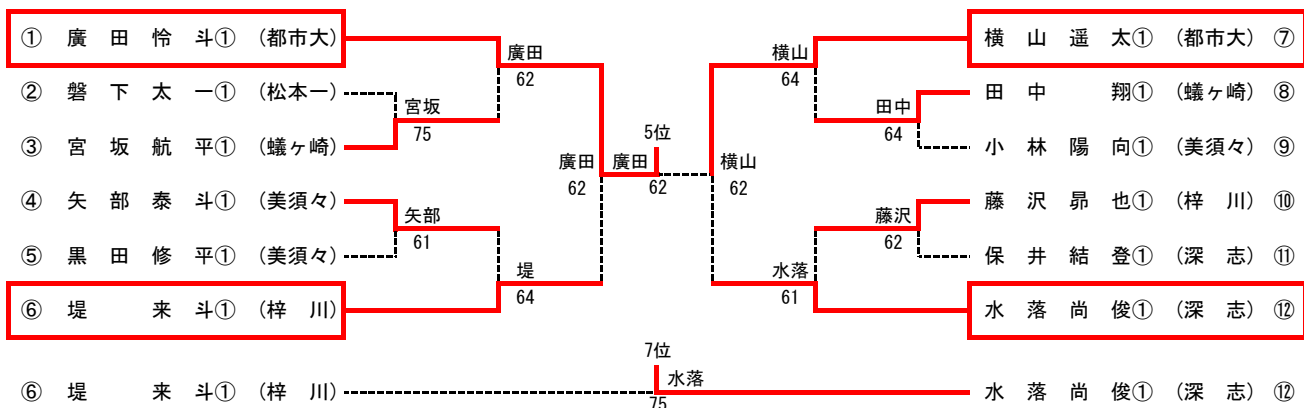 ① 廣 田 怜 斗① (都市大)
廣田
62
② 磐 下 太 一① (松本一)
宮坂
75
③ 宮 坂 航 平① (蟻ヶ崎)
廣田
62
④ 矢 部 泰 斗① (美須々)
矢部
61
⑤ 黒 田 修 平① (美須々)
堤
64
⑥ 堤 来 斗① (梓 川)
5位
廣田
62
横山
64
横 山 遥 太① (都市大) ⑦
田中
64
田 中 翔① (蟻ヶ崎) ⑧
小 林 陽 向① (美須々) ⑨
横山
62
藤 沢 昴 也① (梓 川) ⑩
藤沢
62
保 井 結 登① (深 志) ⑪
水落
61
水 落 尚 俊① (深 志) ⑫
7位
水落
75
⑥ 堤 来 斗① (梓 川)
水 落 尚 俊① (深 志) ⑫